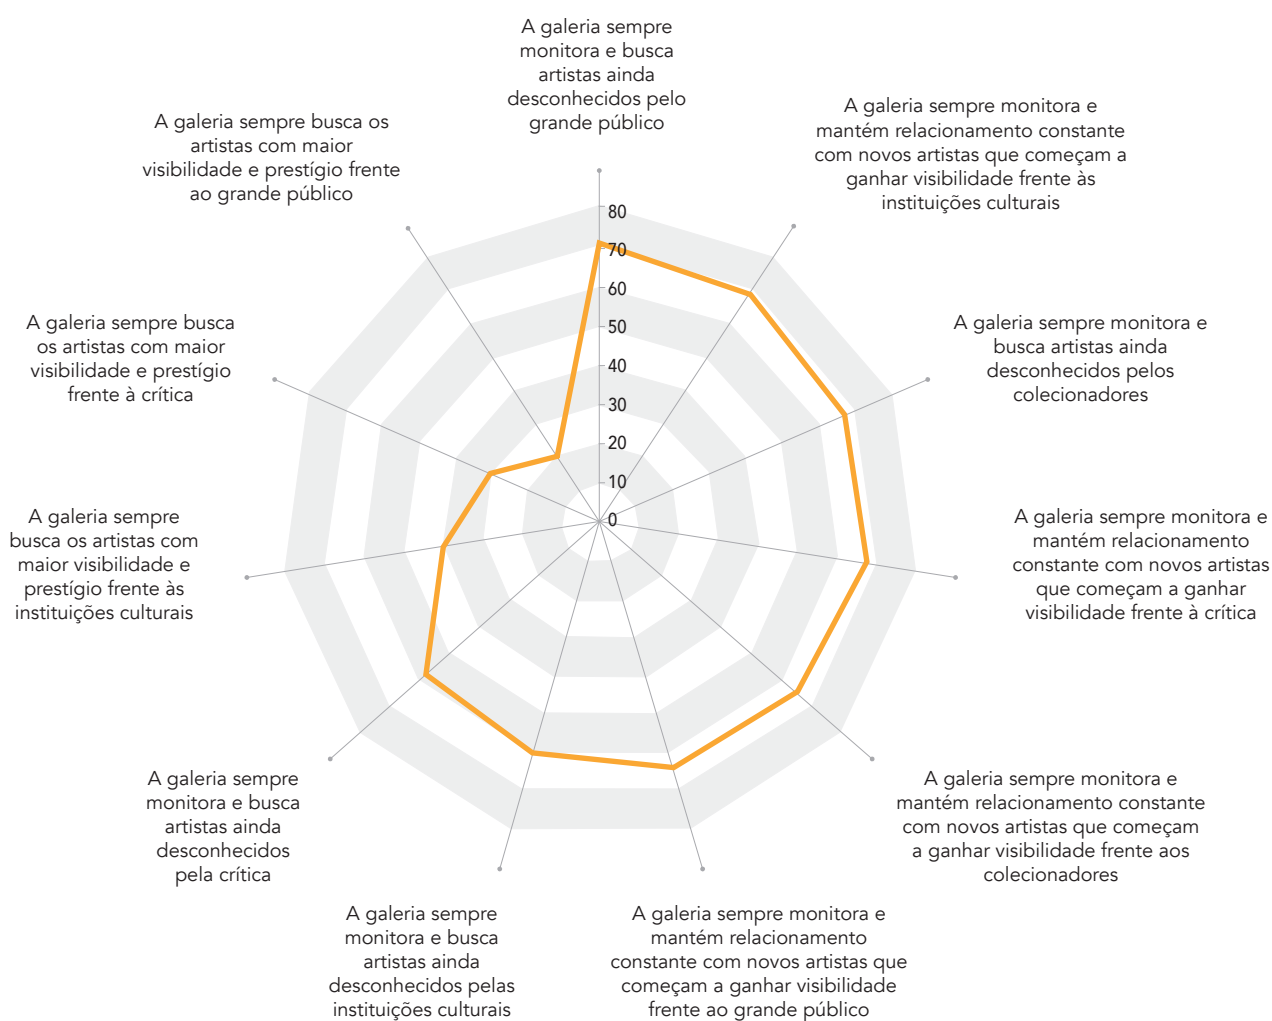 A galeria sempre
monitora e busca
artistas ainda
desconhecidos pelo
grande público
A galeria sempre monitora e
mantém relacionamento constante
com novos artistas que começam a
ganhar visibilidade frente às
instituições culturais
A galeria sempre monitora e
busca artistas ainda
desconhecidos pelos
colecionadores
A galeria sempre monitora e
mantém relacionamento
constante com novos artistas
que começam a ganhar
visibilidade frente à crítica
A galeria sempre monitora e
mantém relacionamento constante
com novos artistas que começam
a ganhar visibilidade frente aos
colecionadores
A galeria sempre monitora e
mantém relacionamento
constante com novos artistas que
começam a ganhar visibilidade
frente ao grande público
A galeria sempre
monitora e busca
artistas ainda
desconhecidos pelas
instituições culturais
A galeria sempre
monitora e busca
artistas ainda
desconhecidos
pela crítica
A galeria sempre
busca os artistas com
maior visibilidade e
prestígio frente às
instituições culturais
A galeria sempre busca
os artistas com maior
visibilidade e prestígio
frente à crítica
A galeria sempre busca os
artistas com maior
visibilidade e prestígio frente
ao grande público
80
70
60
50
40
30
20
10
0